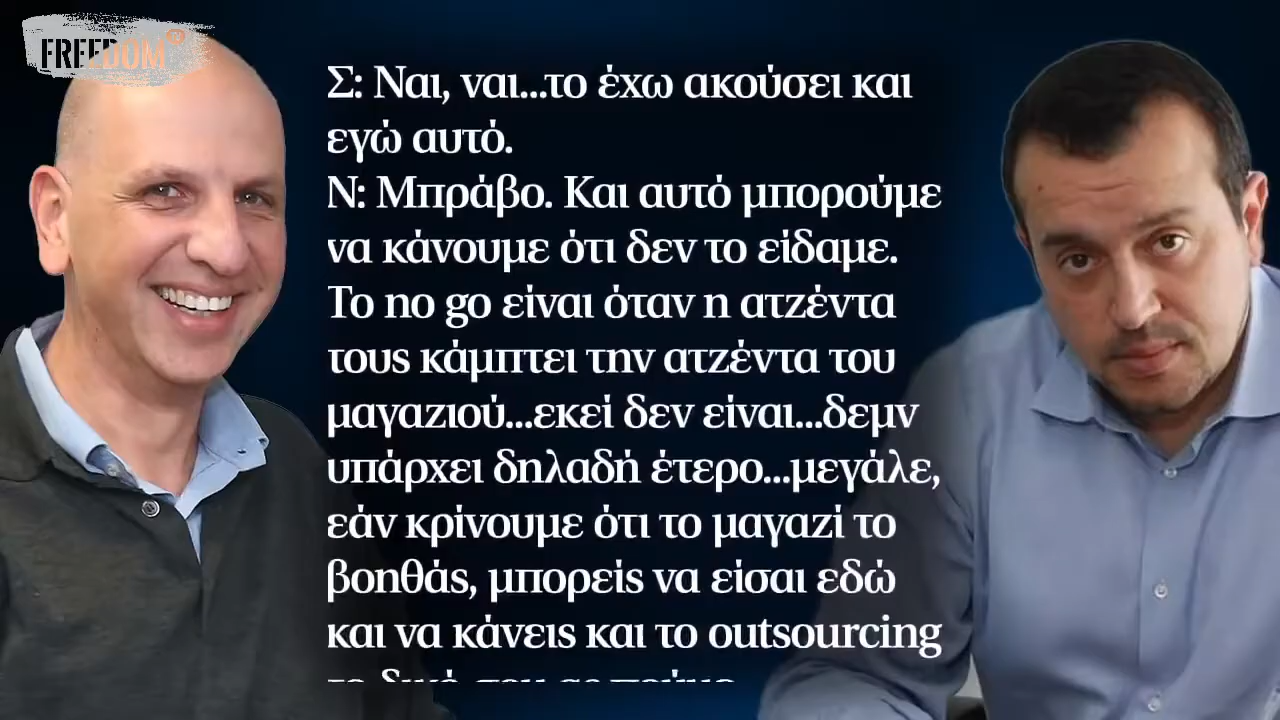 FREEDOM
Σ: Ναι, ναι...το έχω ακούσει και
εγώ αυτό.
Ν: Μπράβο. Και αυτό μπορούμε
να κάνουμε ότι δεν το είδαμε.
Το no go είναι όταν η ατζέντα
τους κάμπτει την ατζέντα του
μαγαζιού...εκεί δεν είναι...δεμν
υπάρχει δηλαδή έτερο...μεγάλε,
εάν κρίνουμε ότι το μαγαζί το
βοηθάς, μπορείς να είσαι εδώ
και να κάνεις και το outsourcing